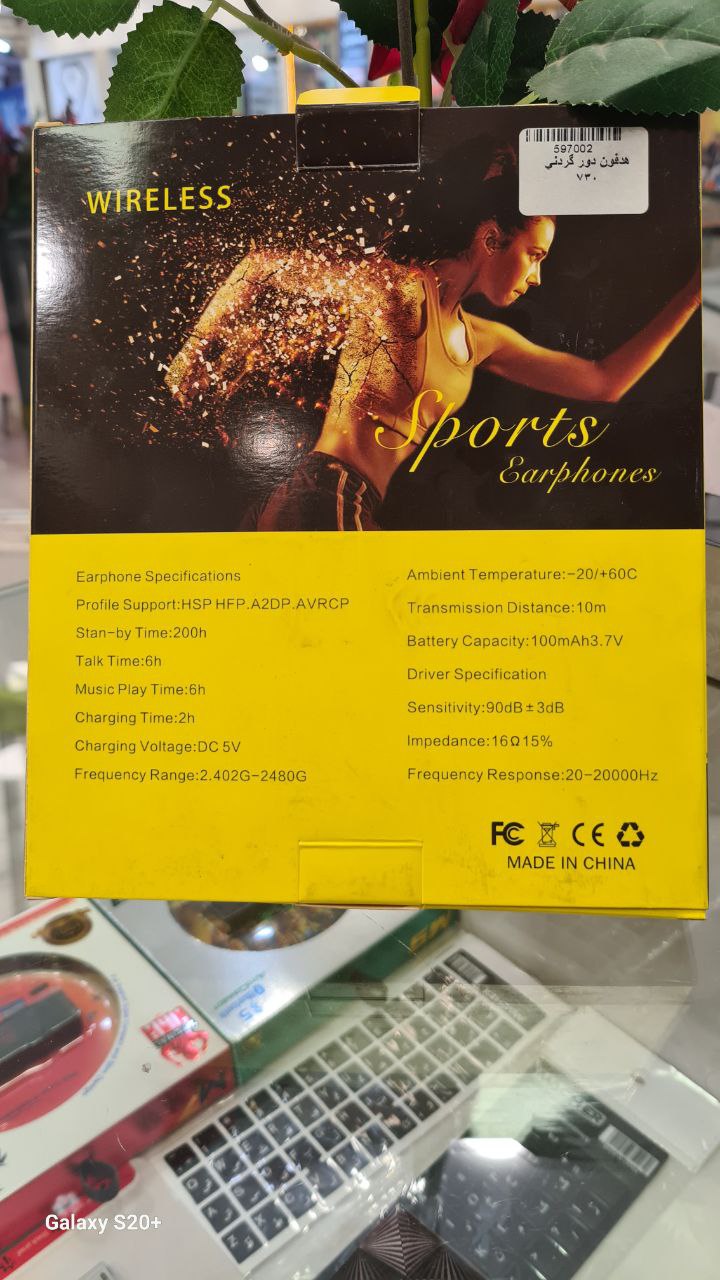 597002
هدفون دور گردني
٧٣٠
WIRELESS
Sports
Earphones
Earphone Specifications
Profile Support:HSP HFP.A2DP.AVRCP
Stan-by Time:200h
Talk Time:6h
Music Play Time:6h
Charging Time:2h
Charging Voltage:DC 5V
Frequency Range:2.402G-2480G
Ambient Temperature:-20/+60C
Transmission Distance:10m
Battery Capacity:100mAh3.7V
Driver Specification
Sensitivity:90dB±3dB
Impedance:16Ω15%
Frequency Response:20-20000Hz
FC CE
MADE IN CHINA
Galaxy S20+